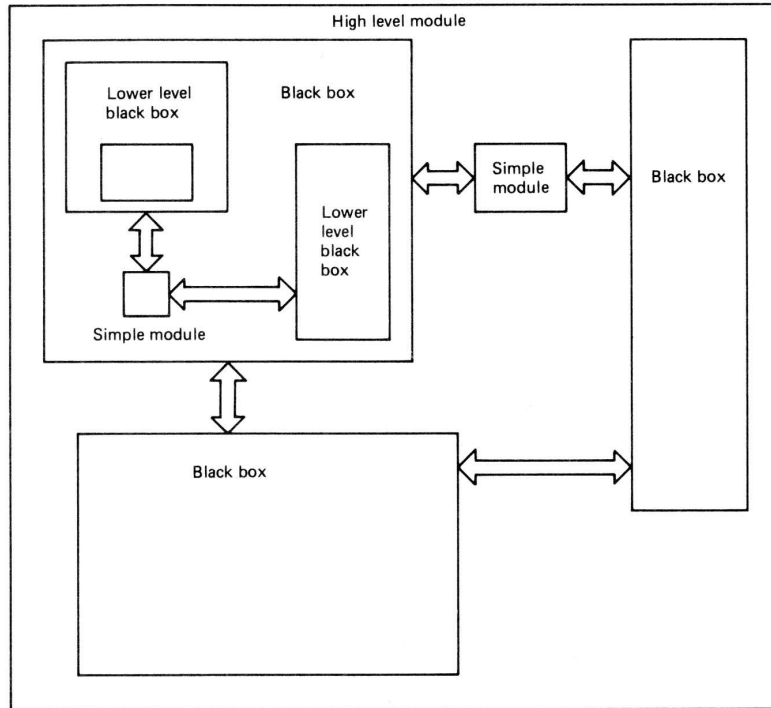 High level module
Lower level
black box
Black box
Simple
module
Black box
Lower
level
black
box
Simple module
Black box